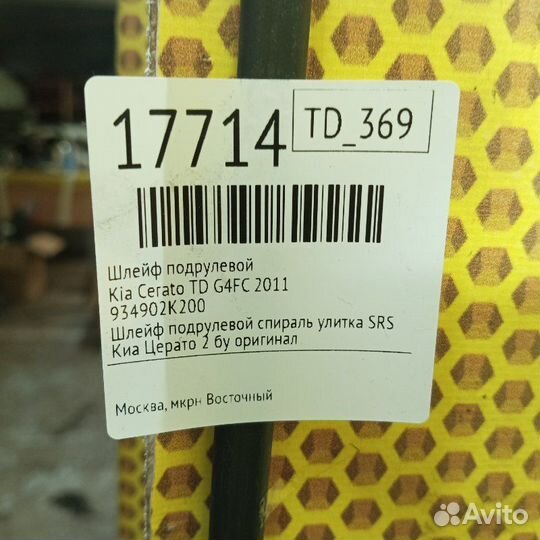 17714
TD_369
Шлейф подрулевой
Kia Cerato TD G4FC 2011
934902K200
Шлейф подрулевой спираль улитка SRS
Киа Церато 2 бу оригинал
Москва, мкрн Восточный
Avito